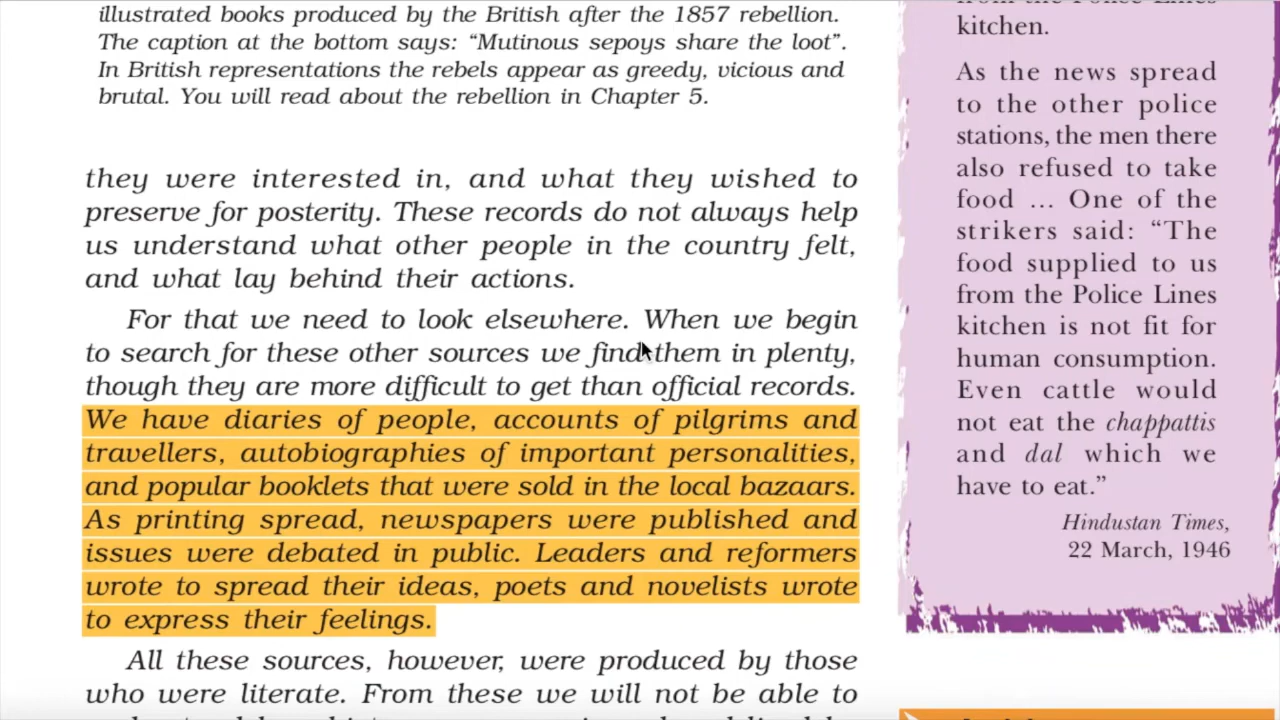 illustrated books produced by the British after the 1857 rebellion.
The caption at the bottom says: “Mutinous sepoys share the loot”.
In British representations the rebels appear as greedy, vicious and
brutal. You will read about the rebellion in Chapter 5.
they were interested in, and what they wished to
preserve for posterity. These records do not always help
us understand what other people in the country felt,
and what lay behind their actions.
For that we need to look elsewhere. When we begin
to search for these other sources we find them in plenty,
though they are more difficult to get than official records.
We have diaries of people, accounts of pilgrims and
travellers, autobiographies of important personalities,
and popular booklets that were sold in the local bazaars.
As printing spread, newspapers were published and
issues were debated in public. Leaders and reformers
wrote to spread their ideas, poets and novelists wrote
to express their feelings.
All these sources, however, were produced by those
who were literate. From these we will not be able to
from the Police Lines
kitchen.
As the news spread
to the other police
stations, the men there
also refused to take
food ... One of the
strikers said: “The
food supplied to us
from the Police Lines
kitchen is not fit for
human consumption.
Even cattle would
not eat the chappattis
and dal which we
have to eat.”
Hindustan Times,
22 March, 1946